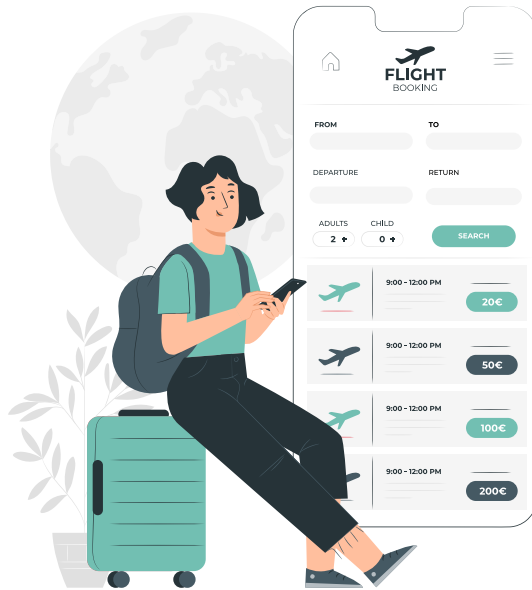 FLIGHT
BOOKING
FROM TO
DEPARTURE RETURN
ADULTS CHILD
2 + 0 + SEARCH
9:00 - 12:00 PM
20€
9:00 - 12:00 PM
50€
9:00 - 12:00 PM
100€
9:00 - 12:00 PM
200€